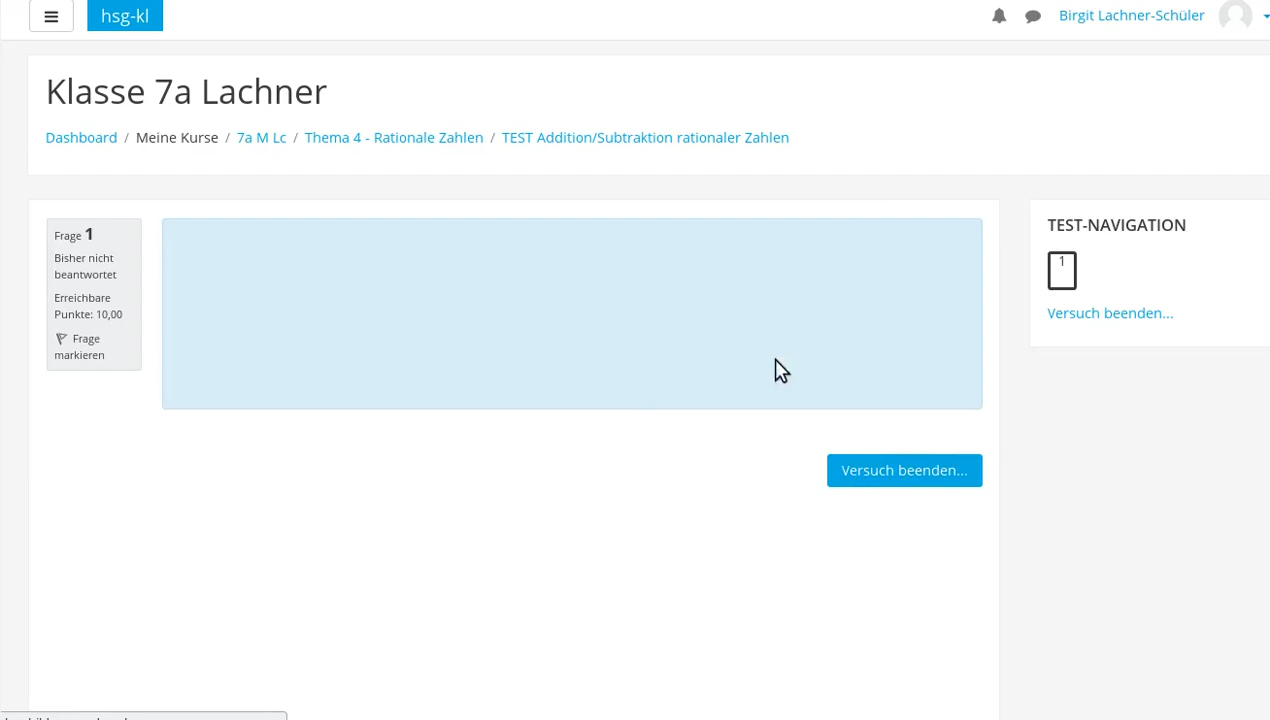 hsg-kl
Birgit Lachner-Schüler
Klasse 7a Lachner
Dashboard / Meine Kurse / 7a M Lc / Thema 4 - Rationale Zahlen / TEST Addition/Subtraktion rationaler Zahlen
Frage 1
Bisher nicht
beantwortet
Erreichbare
Punkte: 10,00
Frage
markieren
TEST-NAVIGATION
1
Versuch beenden...
Versuch beenden...